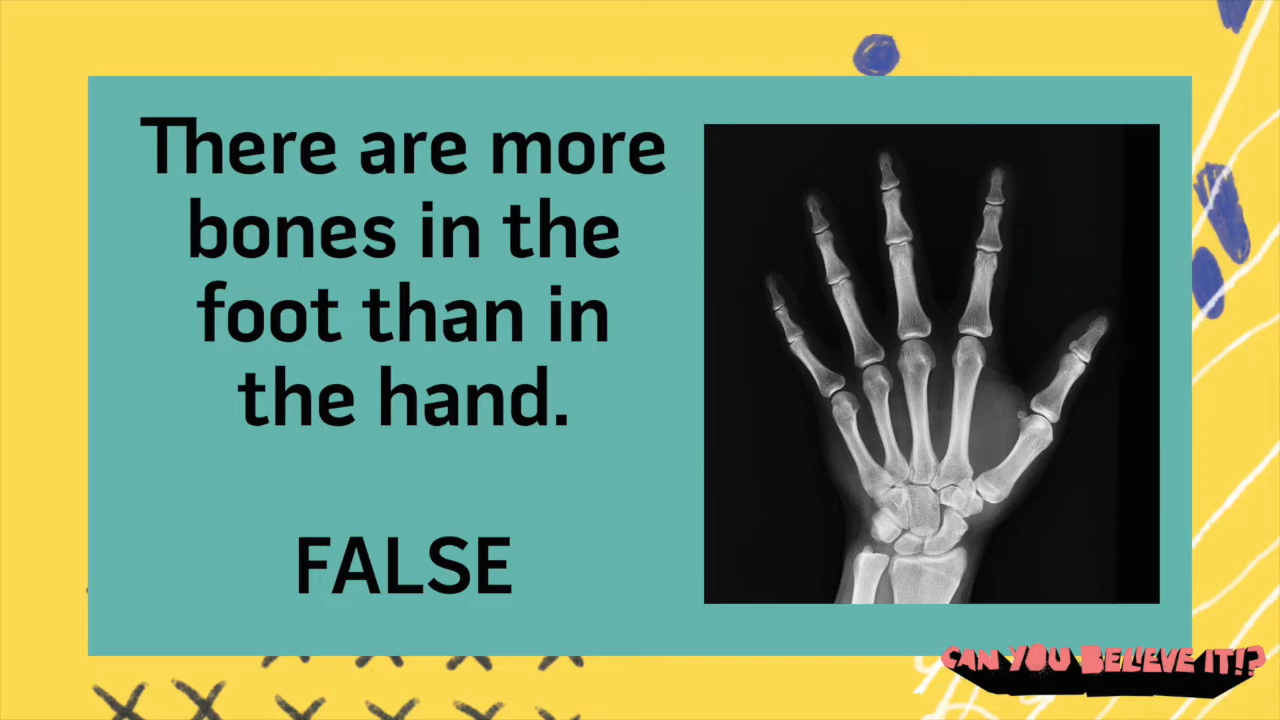 There are more
bones in the
foot than in
the hand.
FALSE
CAN YOU BELIEVE IT!?